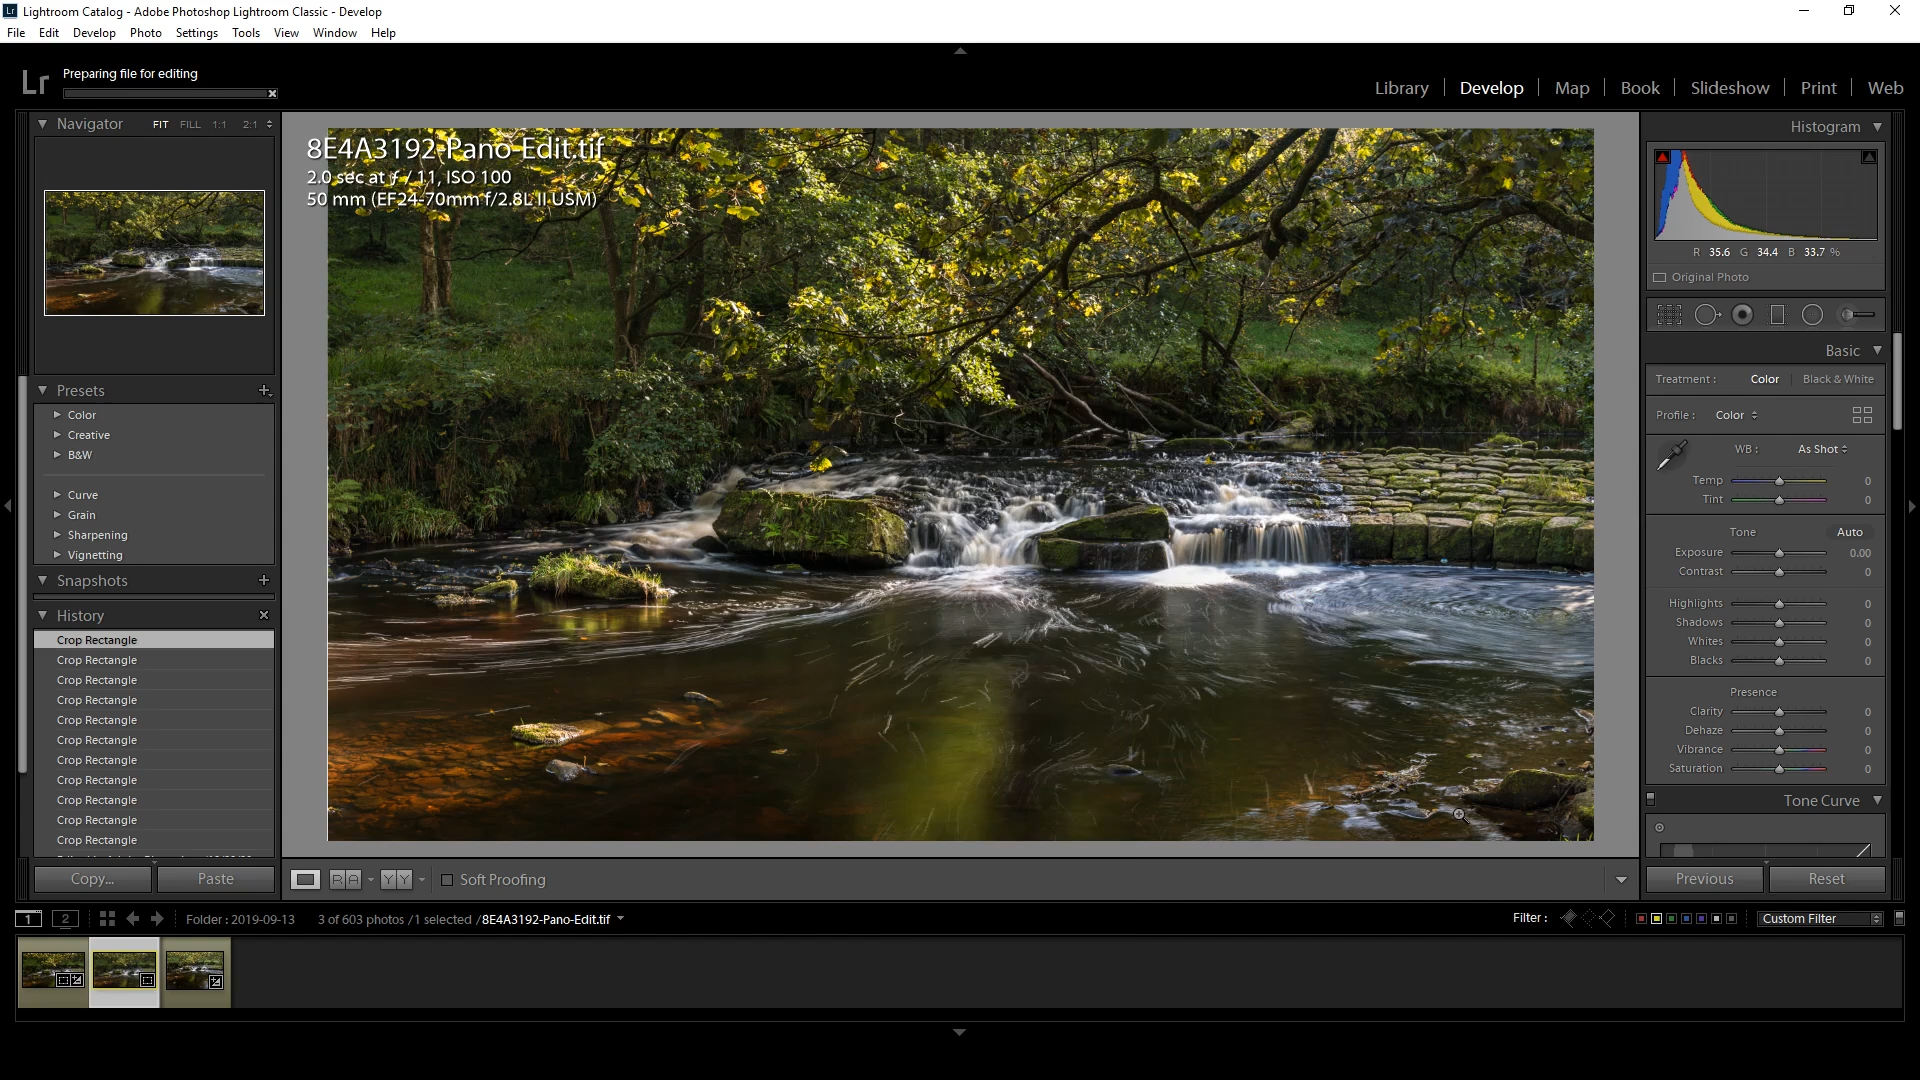 Lightroom Catalog - Adobe Photoshop Lightroom Classic - Develop
File Edit Develop Photo Settings Tools View Window Help
Lr Preparing file for editing
Library Develop Map Book Slideshow Print Web
Navigator FIT FILL 1:1 2:1
Presets
Color
Creative
B&W
Curve
Grain
Sharpening
Vignetting
Snapshots
History
Crop Rectangle
Crop Rectangle
Crop Rectangle
Crop Rectangle
Crop Rectangle
Crop Rectangle
Crop Rectangle
Crop Rectangle
Crop Rectangle
Crop Rectangle
Crop Rectangle
Copy... Paste
8E4A3192-Pano-Edit.tif
2.0 sec at f / 11, ISO 100
50 mm (EF24-70mm f/2.8L II USM)
Soft Proofing
Histogram
R 35.6 G 34.4 B 33.7 %
Original Photo
Basic
Treatment : Color Black & White
Profile : Color
WB : As Shot
Temp 0
Tint 0
Tone Auto
Exposure 0.00
Contrast 0
Highlights 0
Shadows 0
Whites 0
Blacks 0
Presence
Clarity 0
Dehaze 0
Vibrance 0
Saturation 0
Tone Curve
Previous Reset
1 2 Folder : 2019-09-13 3 of 603 photos /1 selected /8E4A3192-Pano-Edit.tif Filter : Custom Filter